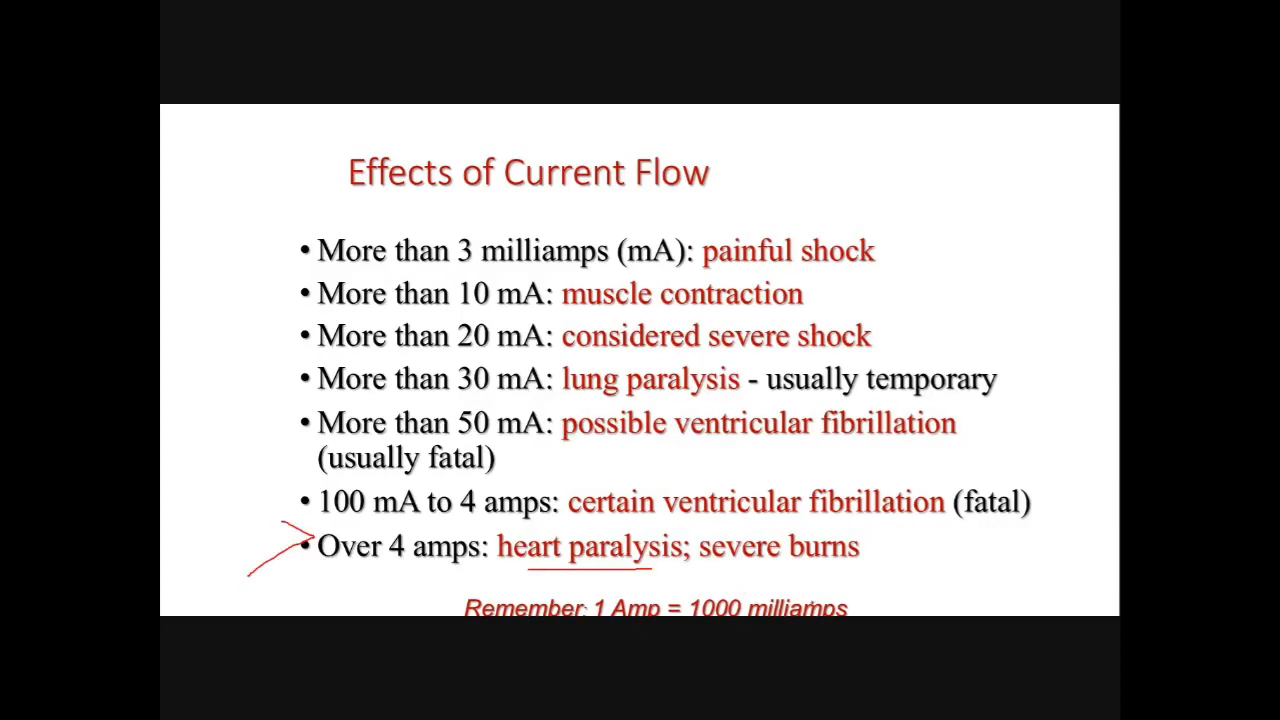 Effects of Current Flow
• More than 3 milliamps (mA): painful shock
• More than 10 mA: muscle contraction
• More than 20 mA: considered severe shock
• More than 30 mA: lung paralysis - usually temporary
• More than 50 mA: possible ventricular fibrillation
(usually fatal)
• 100 mA to 4 amps: certain ventricular fibrillation (fatal)
• Over 4 amps: heart paralysis; severe burns
Remember: 1 Amp = 1000 milliamps